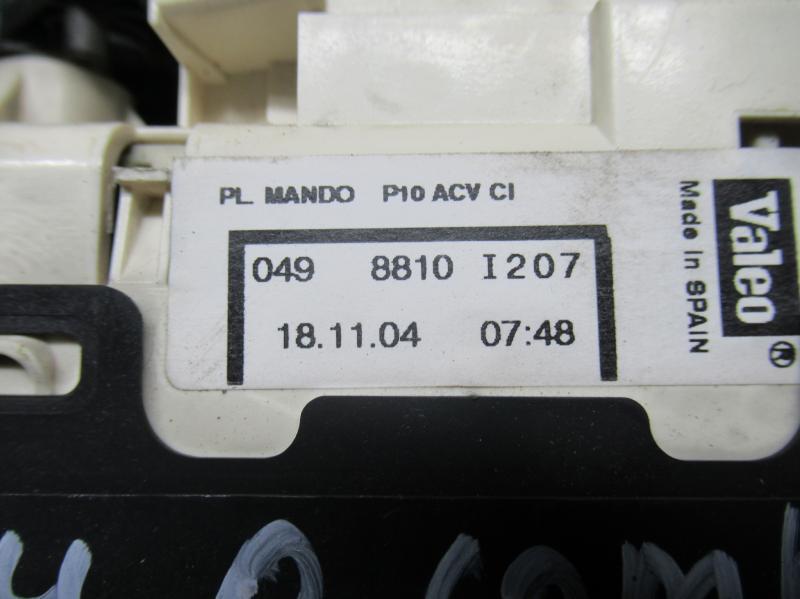 PL. MANDO P10 ACV CI
049 8810 I207
18.11.04 07:48
Valeo ®
Made in SPAIN